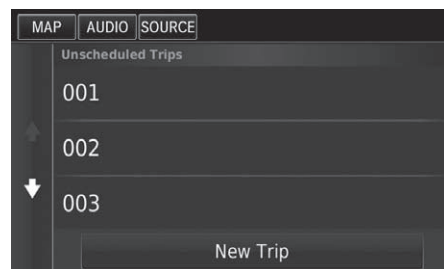 MAP AUDIO SOURCE
Unscheduled Trips
001
002
003
New Trip